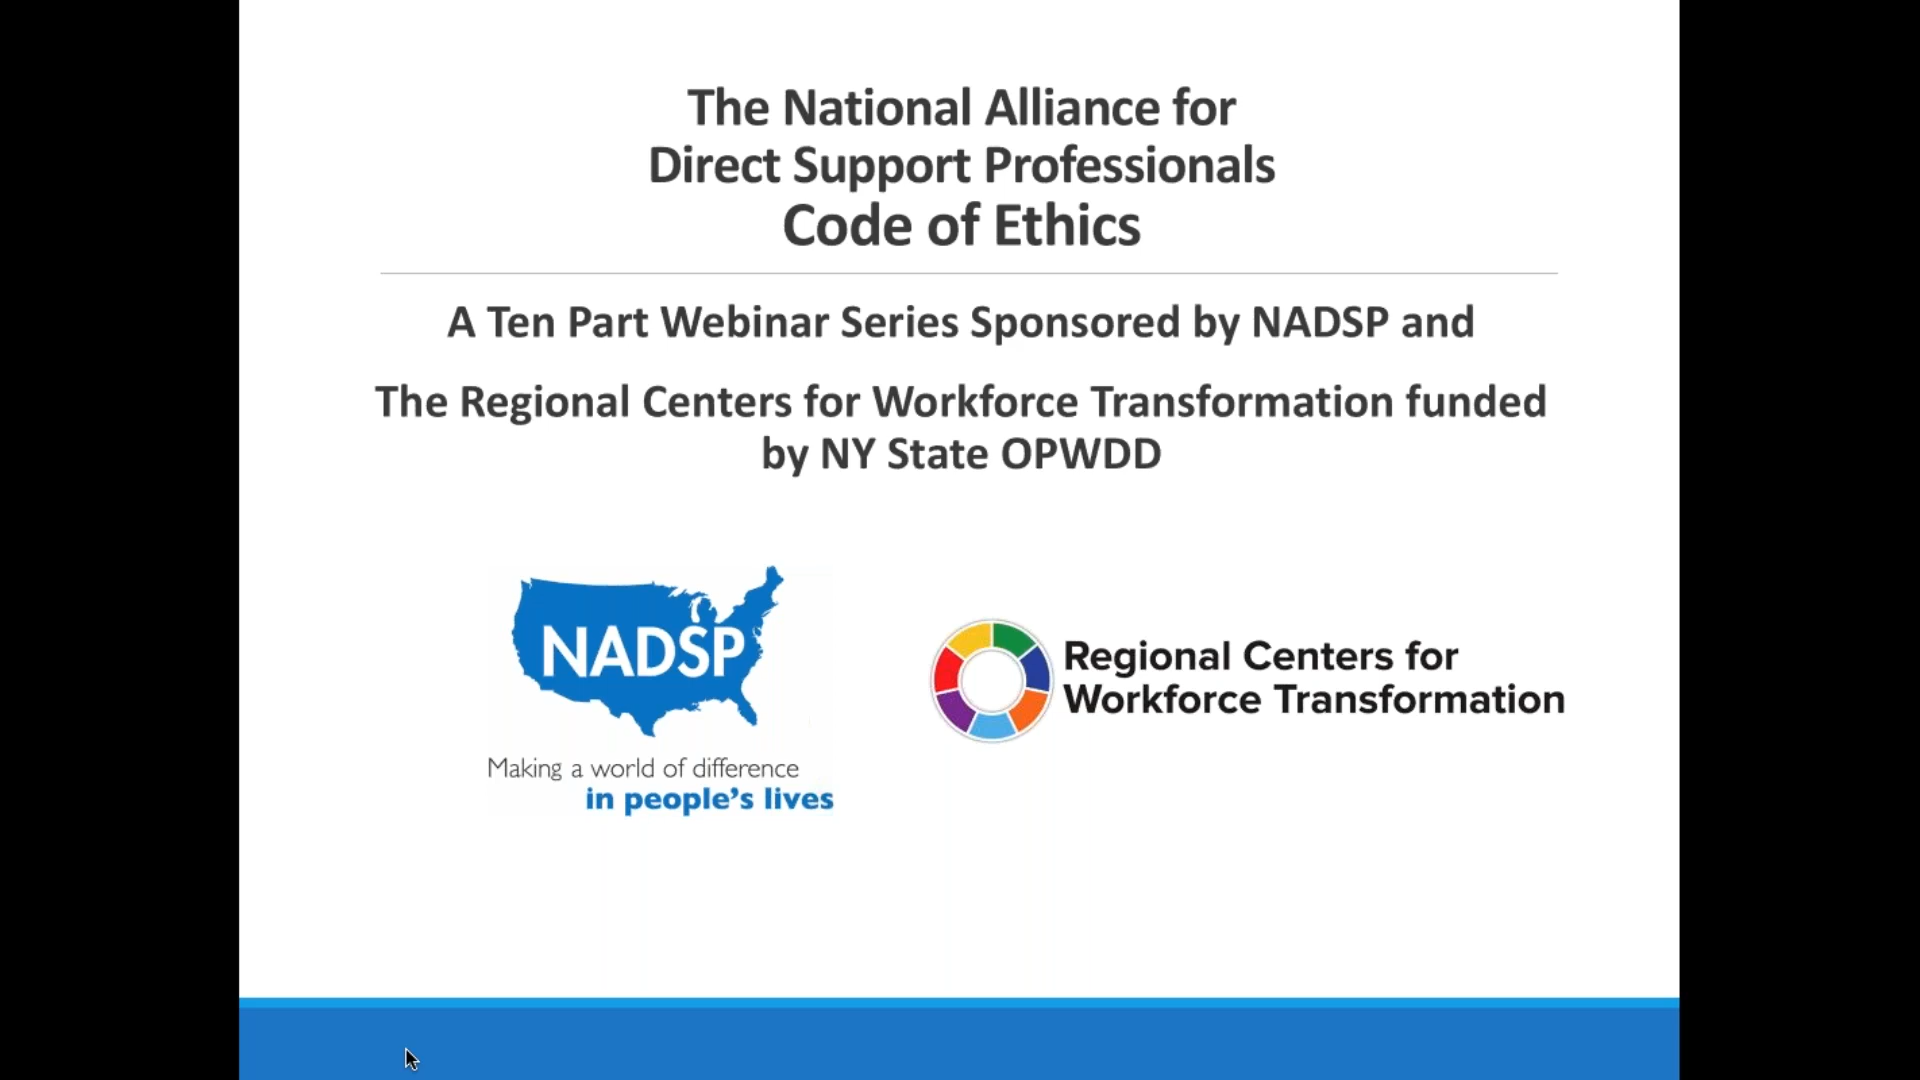 The National Alliance for
Direct Support Professionals
Code of Ethics
A Ten Part Webinar Series Sponsored by NADSP and
The Regional Centers for Workforce Transformation funded
by NY State OPWDD
NADSP
Making a world of difference
in people's lives
Regional Centers for
Workforce Transformation